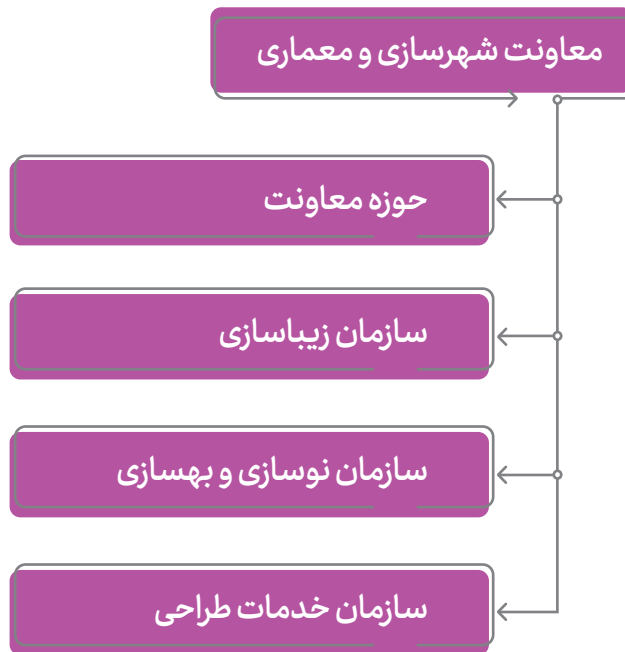 معاونت شهرسازی و معماری
حوزه معاونت
سازمان زیباسازی
سازمان نوسازی و بهسازی
سازمان خدمات طراحی